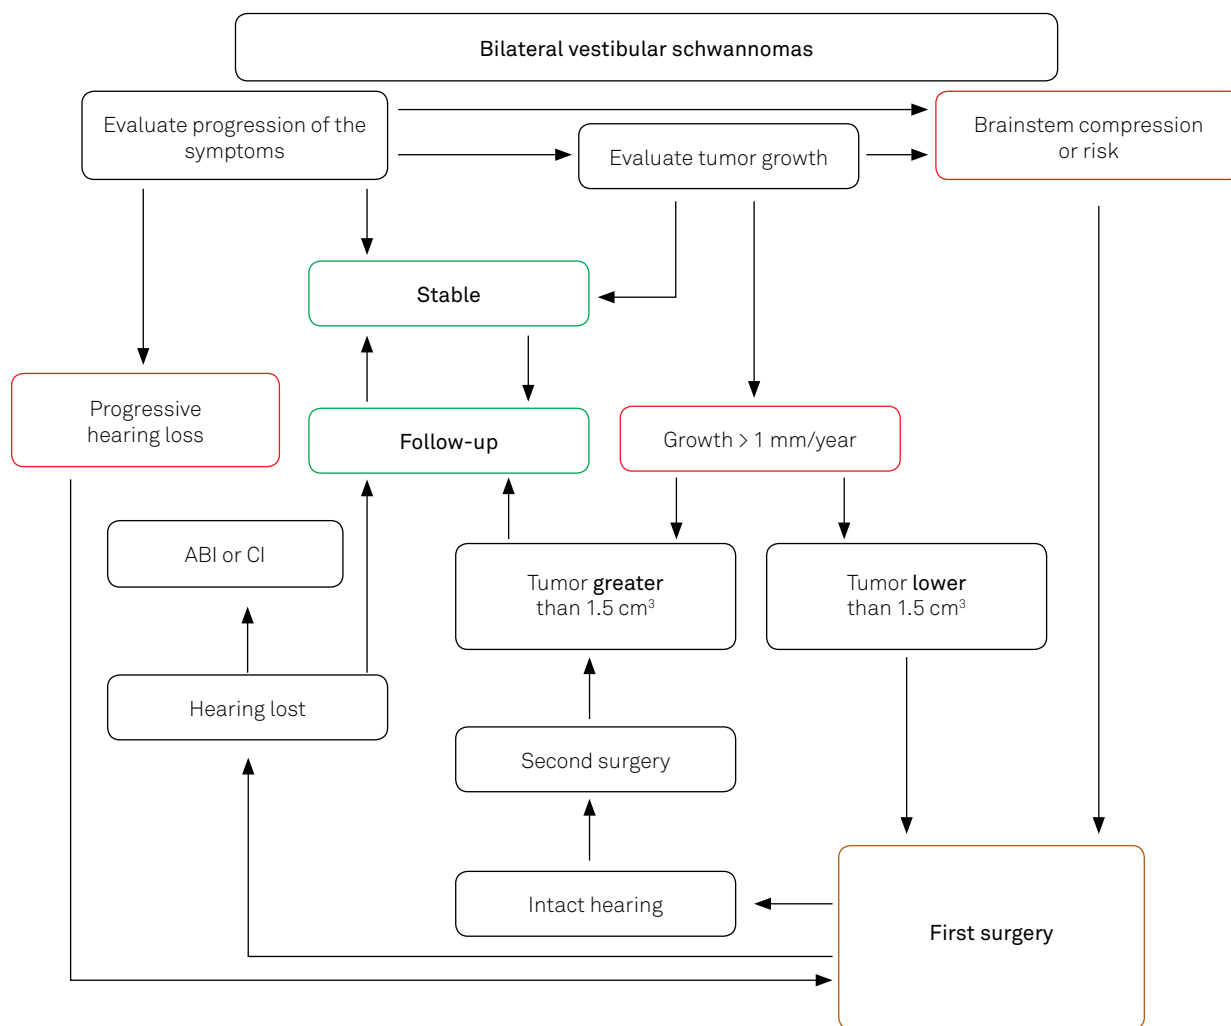 Bilateral vestibular schwannomas
Evaluate progression of the
symptoms
Evaluate tumor growth
Brainstem compression
or risk
Stable
Progressive
hearing loss
Follow-up
Growth > 1 mm/year
ABI or CI
Tumor greater
than 1.5 cm³
Tumor lower
than 1.5 cm³
Hearing lost
Second surgery
Intact hearing
First surgery